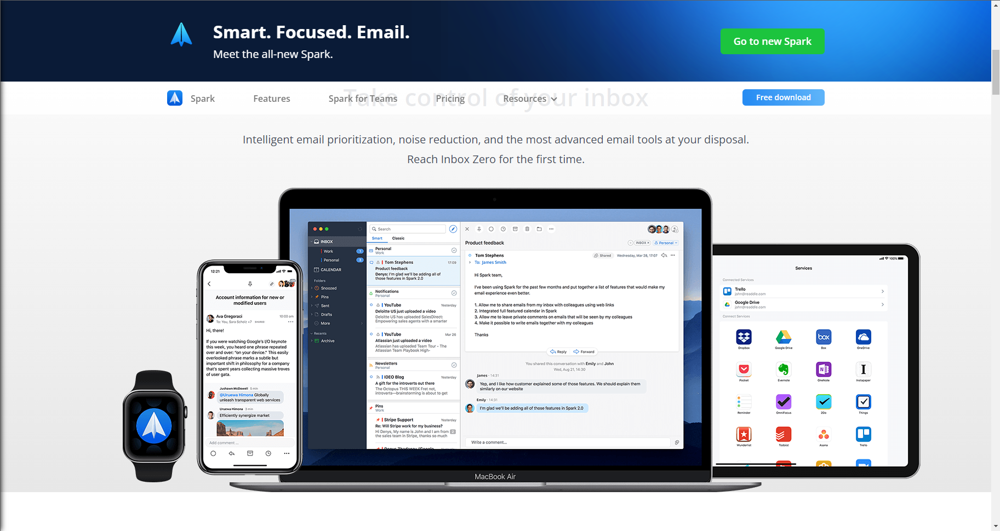 Smart. Focused. Email.
Meet the all-new Spark.
Go to new Spark
Take control of your inbox
Spark
Features
Spark for Teams
Pricing
Resources
Free download
Intelligent email prioritization, noise reduction, and the most advanced email tools at your disposal.
Reach Inbox Zero for the first time.
12:21
Account information for new or
modified users
Ava Gregoraci
10:00 am
To: You, Sara Scholz +7 SHARED
Hi, there!
If you were watching Google's I/O keynote
this week, you heard one phrase repeated
over and over: "on your device." This easily
overlooked phrase marks a subtle but
important shift in philosophy for a company
that's spent years collecting massive troves
of user gata.
Jushawn McDowell 5 min
@Uruewa Himona Globally
unleash transparent web services
Uruewa Himona 3 min
Efficiently synergize market
Add comment ...
INBOX
Work 1
Personal 3
CALENDAR
Folders
Snoozed
Pins
Sent
Drafts
More
Recents
Archive
Search
Smart
Classic
Personal
Work
Tom Stephens 17:09
Product feedback
Denys: I'm glad we'll be adding all of
those features in Spark 2.0
Notifications
Personal
YouTube Yesterday
Deloitte US just uploaded a video
Deloitte US has uploaded SalesDirect:
Empowering sales agents with a smarter
YouTube Mar 26
Atlassian just uploaded a video
Atlassian has uploaded Team Tour - The
Atlassian Team Playbook High-
Newsletters
Personal
IDEO Blog Yesterday
A gift for the introverts out there
The Octopus THIS WEEK Fret not,
introverts—brainstorming is about to get
Pins
Work
Stripe Support Yesterday
Re: Will Stripe work for my business?
Hi Denys, My name is John and I am from 2
the sales team in Stripe, thanks so much
Denys Zhadanov (Google Yesterday
Product feedback
INBOX ×
Personal
Tom Stephens
Shared
Wednesday, Mar 28, 17:07
To: James Smith
Hi Spark team,
I've been using Spark for the past few months and put together a list of features that would make my
email experience even better.
1. Allow me to share emails from my inbox with colleagues using web links
2. Integrated full featured calendar in Spark
3. Allow me to leave private comments on emails that will be seen by my colleagues
4. Make it possible to write emails together with my colleagues
Thanks
Reply
Forward
You shared this conversation with Emily and John
Wed, Aug 21, 14:30
James - 14:31
Yep, and I like how customer explained some of those features. We should explain them
similarly on our website
Emily - 14:31
I'm glad we'll be adding all of those features in Spark 2.0
Write a comment...
MacBook Air
100%
Services
Connected Services
Trello
john@readdle.com
Google Drive
john@readdle.com
Connect Services
Dropbox
Google Drive
box
Box
OneDrive
Pocket
Evernote
N
OneNote
I
Instapaper
Reminder
OmniFocus
2Do
Things
Wunderlist
Todoist
Asana
Trello